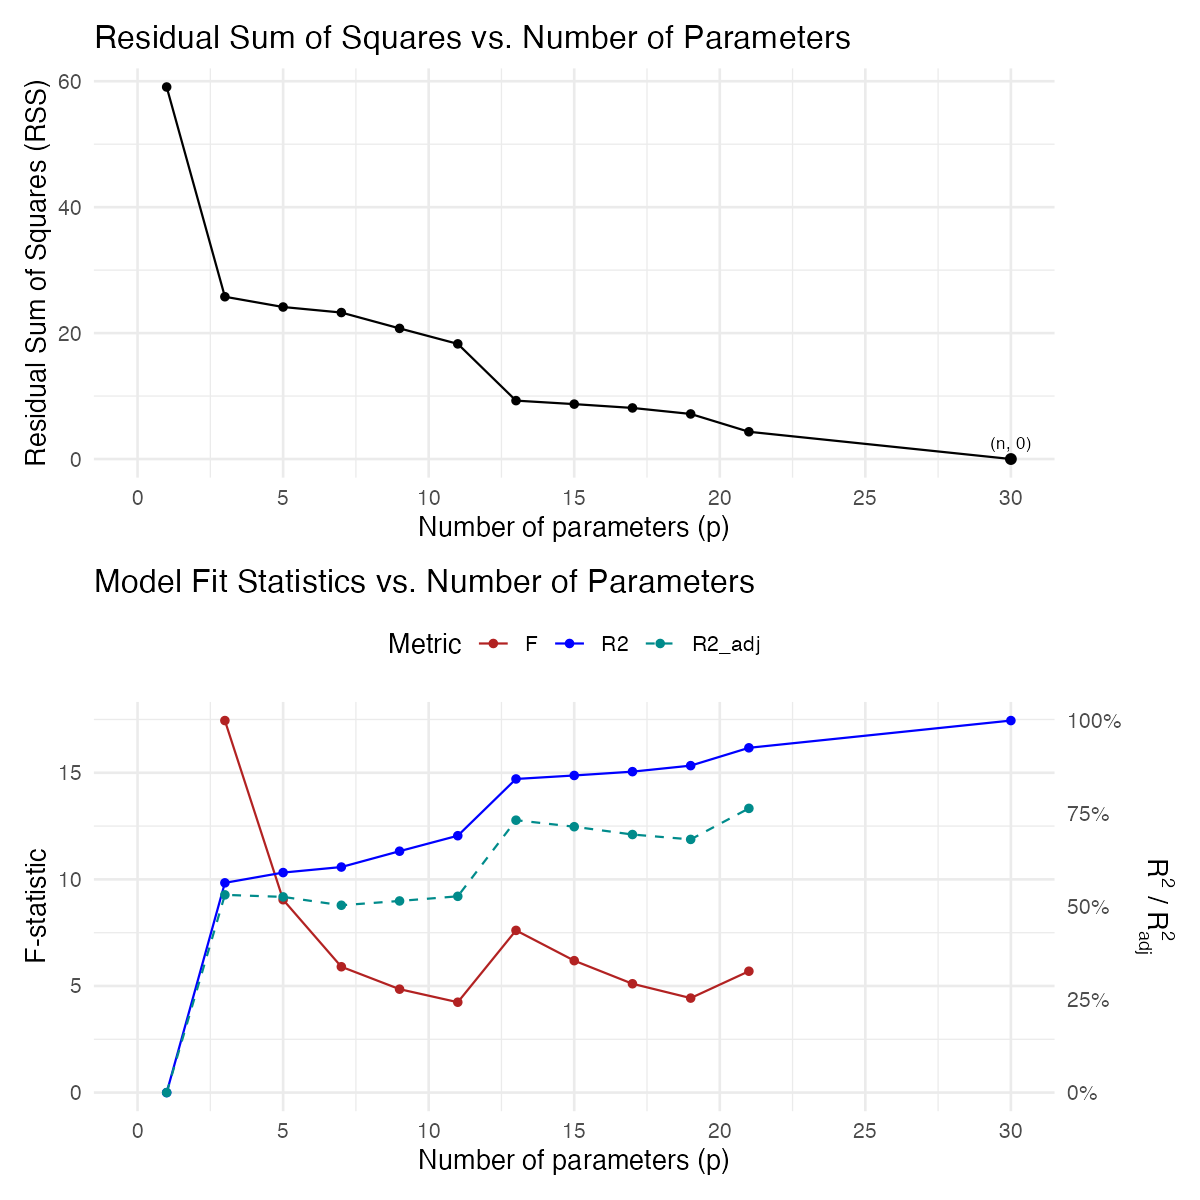 Residual Sum of Squares vs. Number of Parameters
Residual Sum of Squares (RSS)
60
40
20
0
(n, 0)
0 5 10 15 20 25 30
Number of parameters (p)
Model Fit Statistics vs. Number of Parameters
Metric F R2 R2_adj
F-statistic
15
10
5
0
100%
75%
50%
25%
0%
R² / R²adj
0 5 10 15 20 25 30
Number of parameters (p)